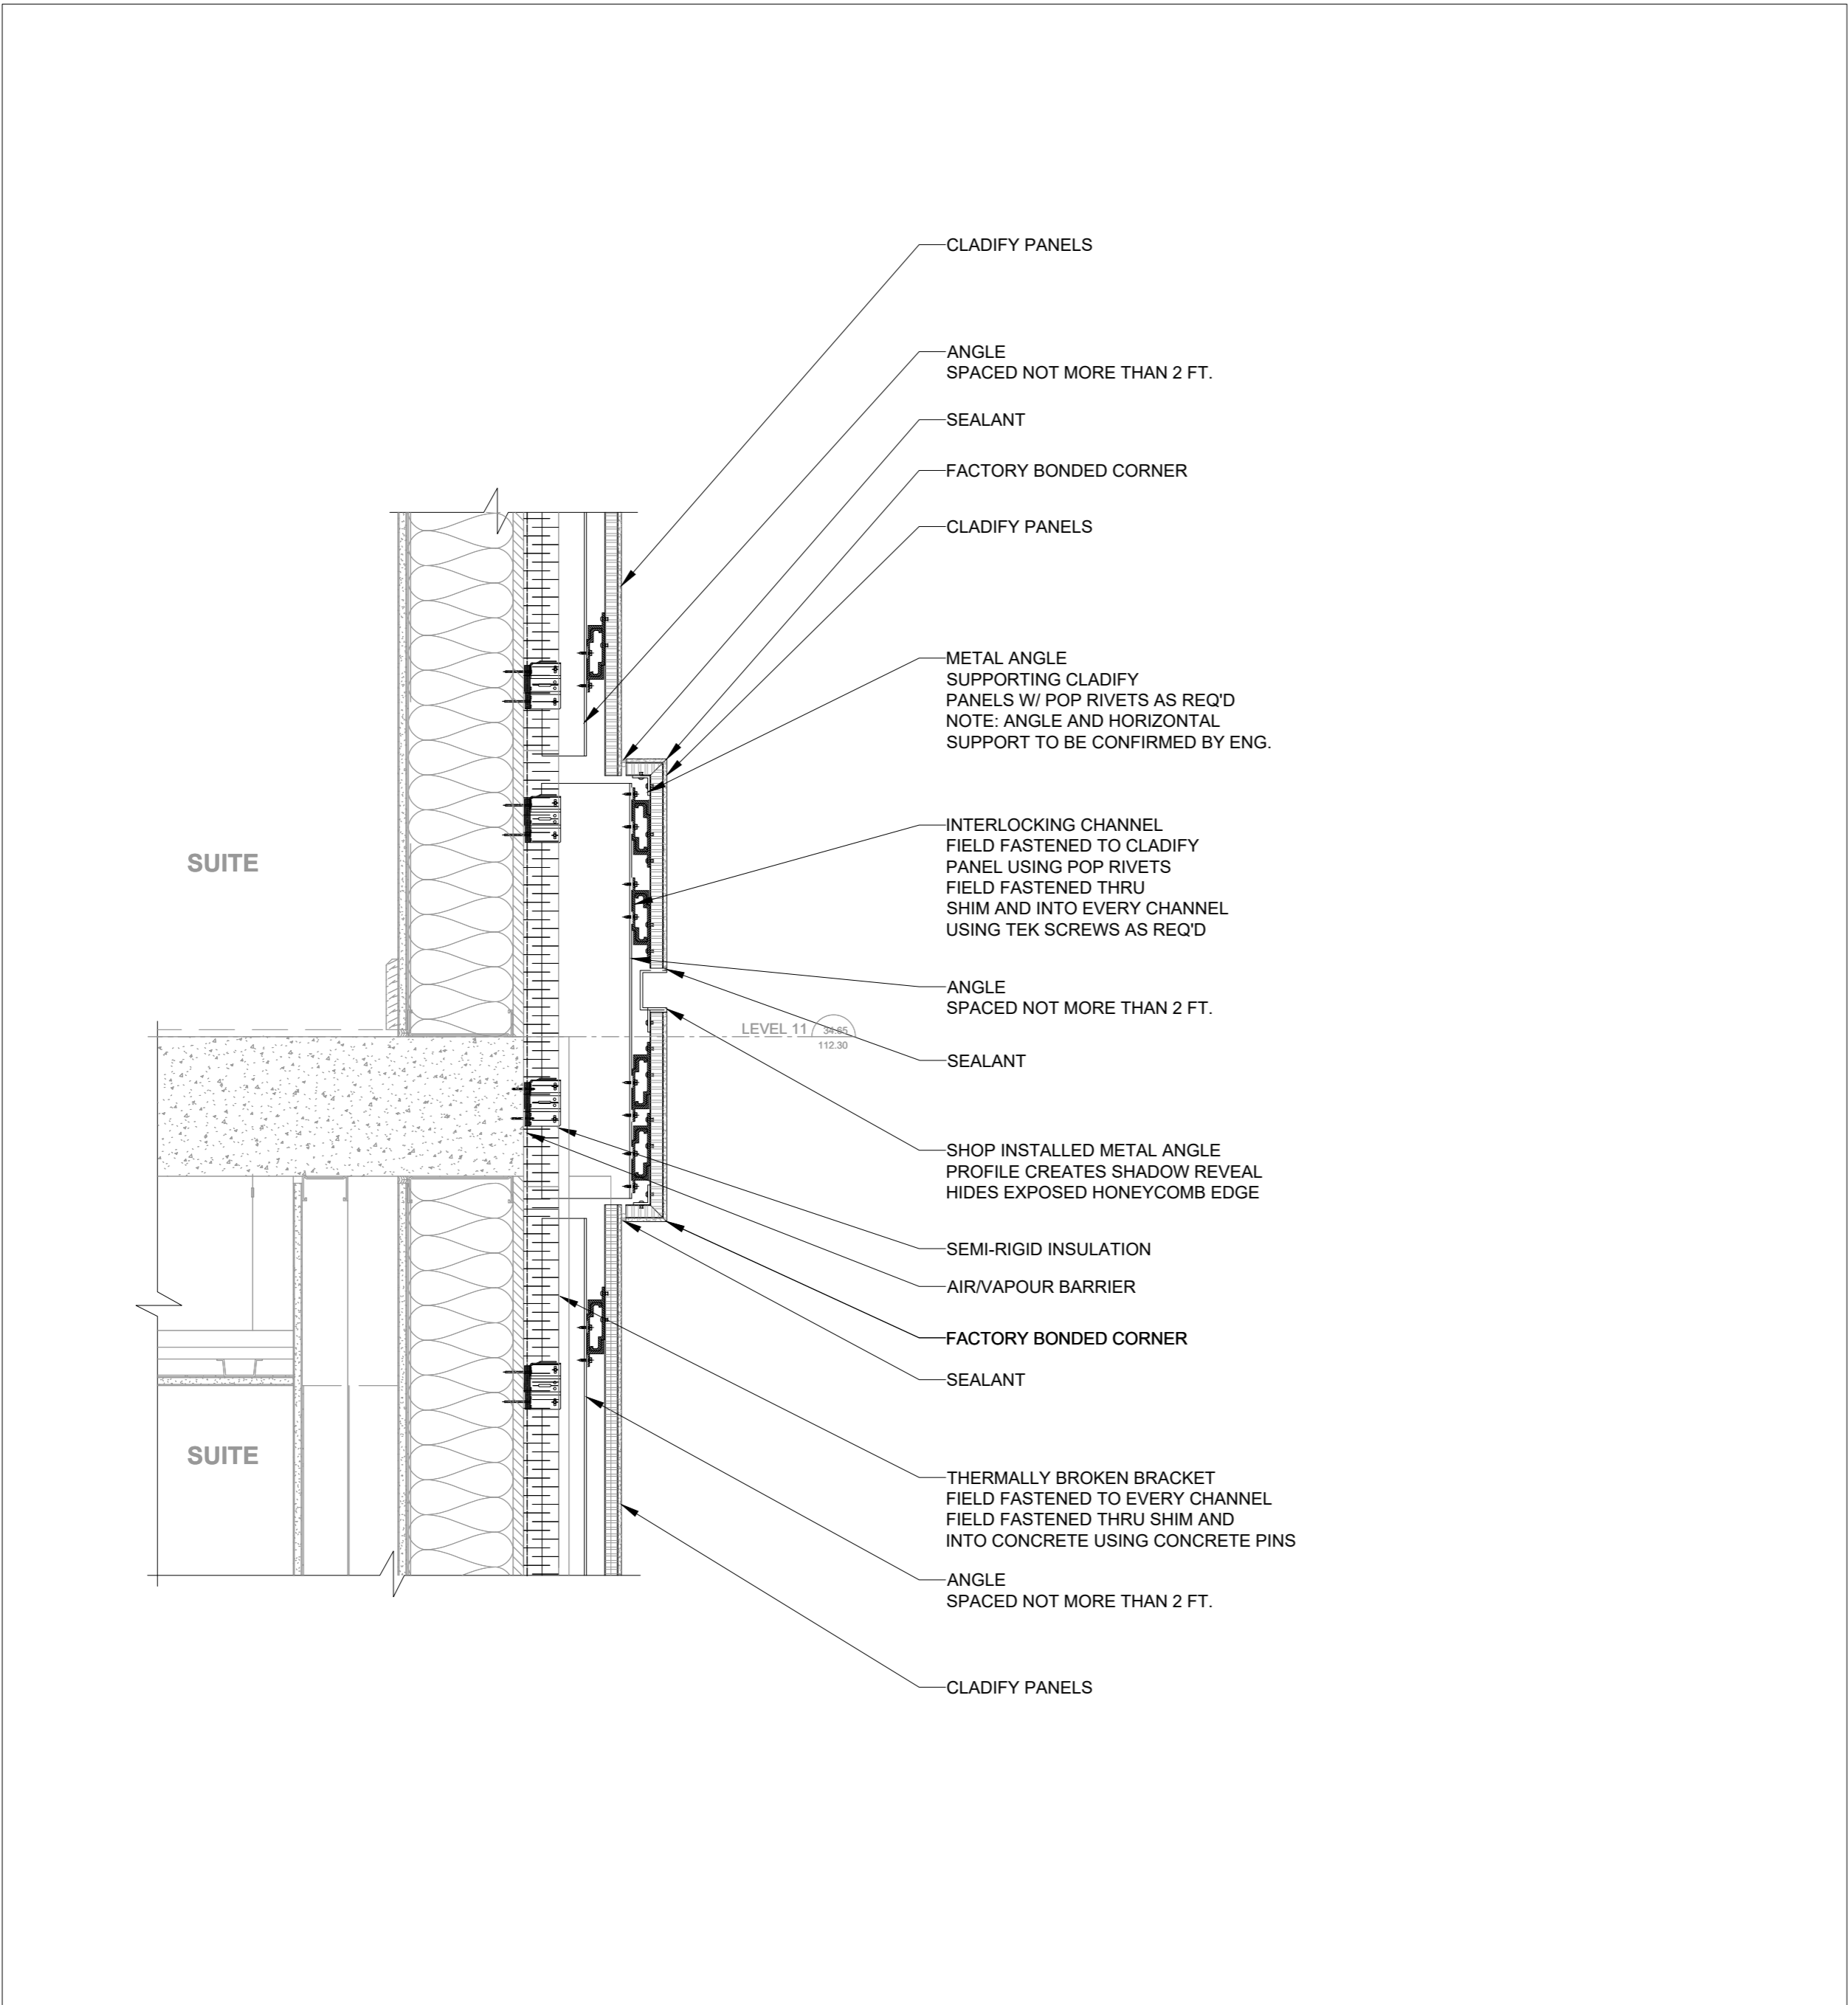 CLADIFY PANELS
ANGLE
SPACED NOT MORE THAN 2 FT.
SEALANT
FACTORY BONDED CORNER
CLADIFY PANELS
METAL ANGLE
SUPPORTING CLADIFY
PANELS W/ POP RIVETS AS REQ'D
NOTE: ANGLE AND HORIZONTAL
SUPPORT TO BE CONFIRMED BY ENG.
INTERLOCKING CHANNEL
FIELD FASTENED TO CLADIFY
PANEL USING POP RIVETS
FIELD FASTENED THRU
SHIM AND INTO EVERY CHANNEL
USING TEK SCREWS AS REQ'D
SUITE
ANGLE
SPACED NOT MORE THAN 2 FT.
LEVEL 11
34.65
112.30
SEALANT
SHOP INSTALLED METAL ANGLE
PROFILE CREATES SHADOW REVEAL
HIDES EXPOSED HONEYCOMB EDGE
SEMI-RIGID INSULATION
AIR/VAPOUR BARRIER
FACTORY BONDED CORNER
SEALANT
SUITE
THERMALLY BROKEN BRACKET
FIELD FASTENED TO EVERY CHANNEL
FIELD FASTENED THRU SHIM AND
INTO CONCRETE USING CONCRETE PINS
ANGLE
SPACED NOT MORE THAN 2 FT.
CLADIFY PANELS